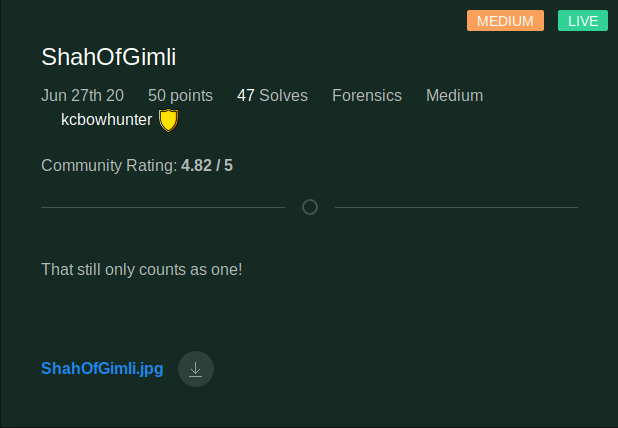 MEDIUM LIVE
ShahOfGimli
Jun 27th 20 50 points 47 Solves Forensics Medium
kcbowhunter
Community Rating: 4.82 / 5
That still only counts as one!
ShahOfGimli.jpg